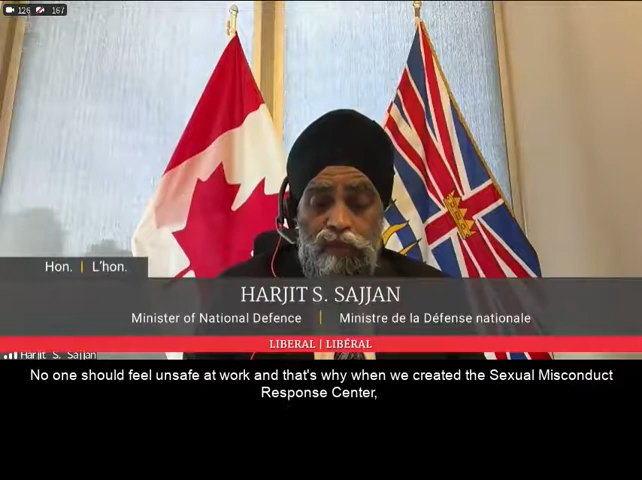 126 167
Hon. | L'hon.
HARJIT S. SAJJAN
Minister of National Defence | Ministre de la Défense nationale
LIBERAL | LIBÉRAL
Harjit S. Sajjan
No one should feel unsafe at work and that's why when we created the Sexual Misconduct
Response Center,